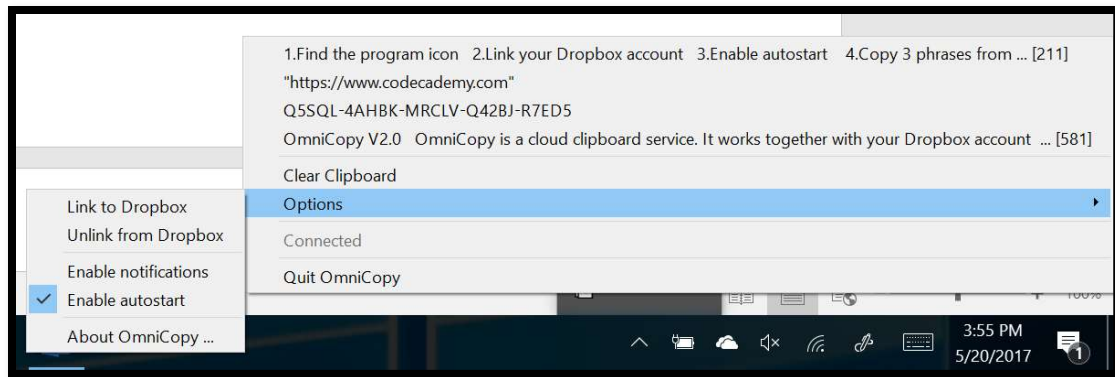 1.Find the program icon 2.Link your Dropbox account 3.Enable autostart 4.Copy 3 phrases from ... [211]
"https://www.codecademy.com"
Q5SQL-4AHBK-MRCLV-Q42BJ-R7ED5
OmniCopy V2.0 OmniCopy is a cloud clipboard service. It works together with your Dropbox account ... [581]
Clear Clipboard
Options
Connected
Quit OmniCopy
Link to Dropbox
Unlink from Dropbox
Enable notifications
Enable autostart
About OmniCopy ...
3:55 PM
5/20/2017
1